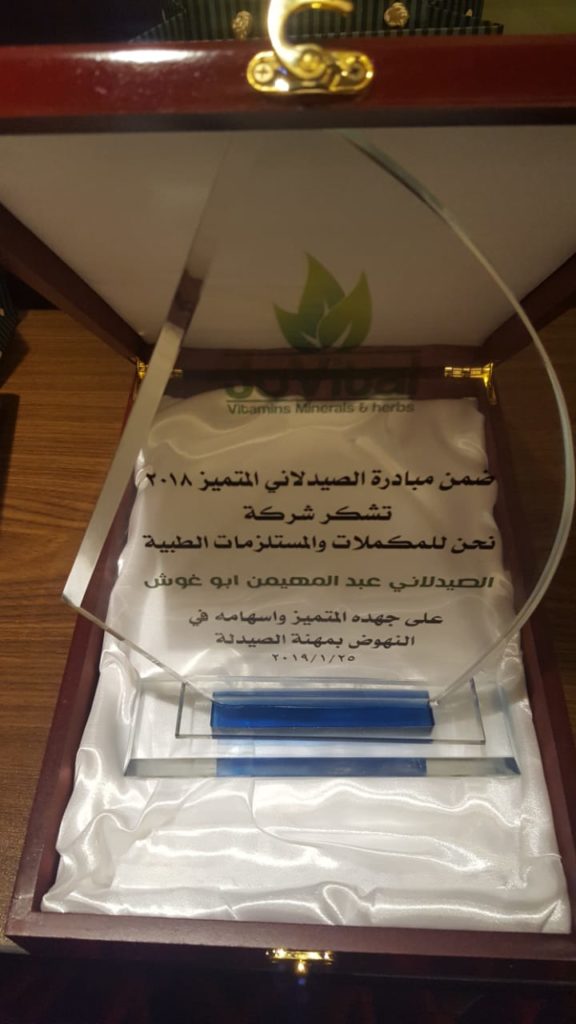 Vitamins Minerals & herbs
ضمن مبادرة الصيدلاني المتميز ٢٠١٨
تشكر شركة
نحن للمكملات والمستلزمات الطبية
الصيدلاني عبد المهيمن ابو غوش
على جهده المتميز واسهامه في
النهوض بمهنة الصيدلة
٢٠١٩/١/٢٥